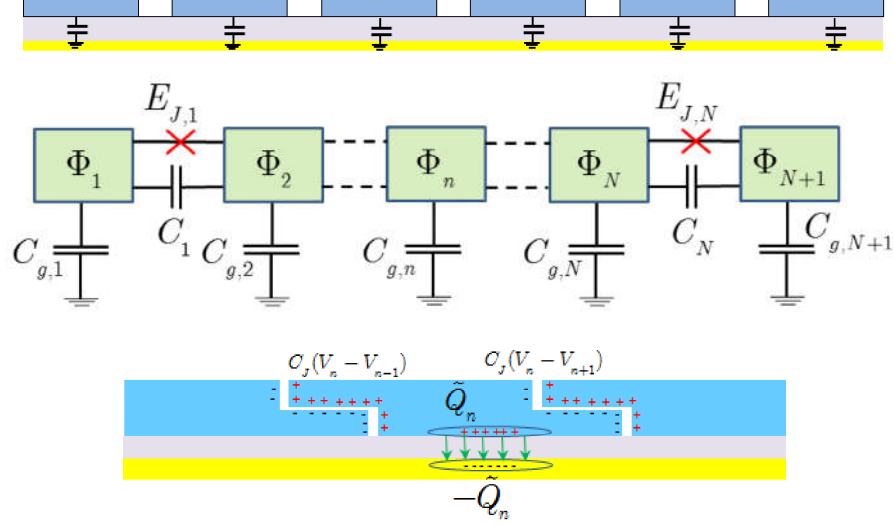 E_{J,1} E_{J,N}
Φ_1 Φ_2 Φ_n Φ_N Φ_{N+1}
C_1 C_N
C_{g,1} C_{g,2} C_{g,n} C_{g,N} C_{g,N+1}
C_J(V_n − V_{n−1}) C_J(V_n − V_{n+1})
Q̃_n
−Q̃_n